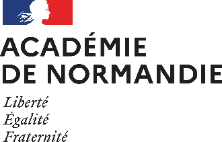 ACADÉMIE
DE NORMANDIE
Liberté
Égalité
Fraternité